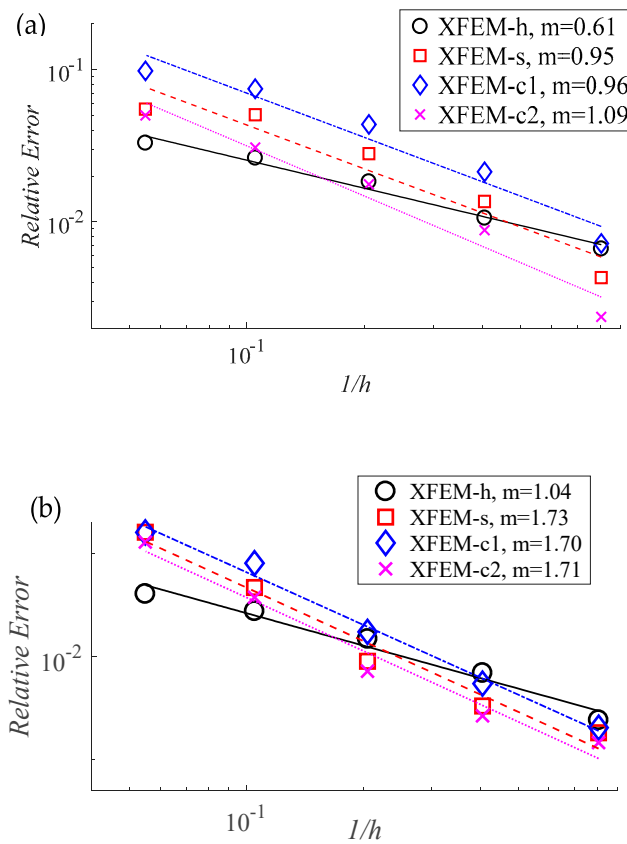 (a)
XFEM-h, m=0.61
XFEM-s, m=0.95
XFEM-c1, m=0.96
XFEM-c2, m=1.09
Relative Error
10-1
10-2
10-1
1/h
(b)
XFEM-h, m=1.04
XFEM-s, m=1.73
XFEM-c1, m=1.70
XFEM-c2, m=1.71
Relative Error
10-2
10-1
1/h